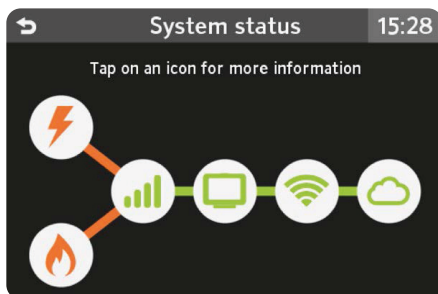 System status 15:28
Tap on an icon for more information